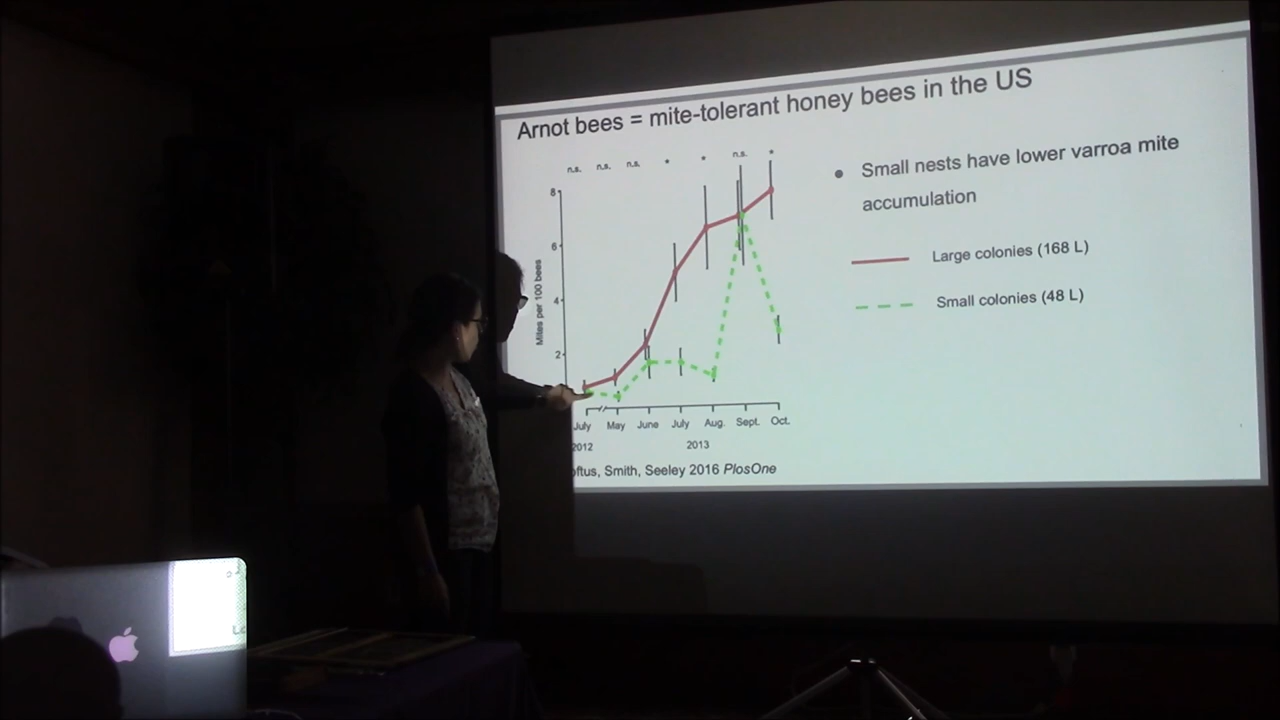 Arnot bees = mite-tolerant honey bees in the US
n.s. n.s. n.s. * * n.s. *
8
6
4
2
Mites per 100 bees
July May June July Aug. Sept. Oct.
2012 2013
oftus, Smith, Seeley 2016 PlosOne
• Small nests have lower varroa mite
accumulation
Large colonies (168 L)
Small colonies (48 L)